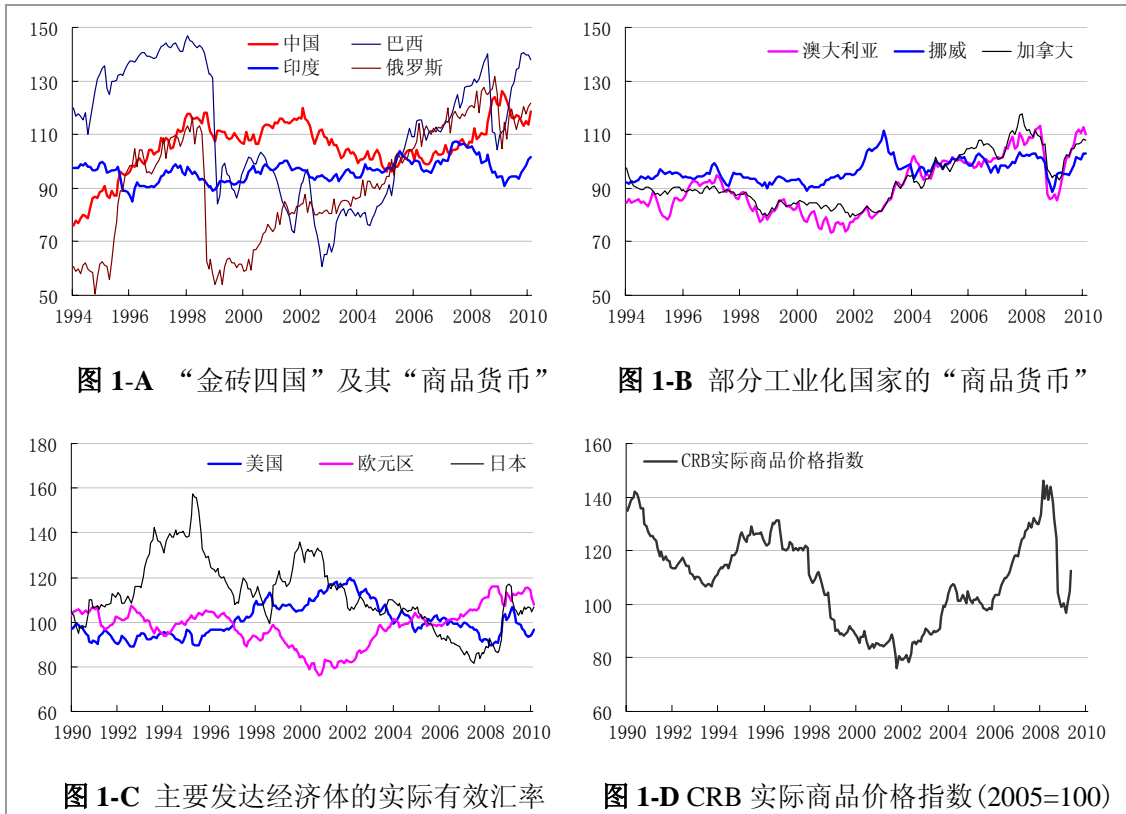 150
130
110
90
70
50
中国 巴西
印度 俄罗斯
1994 1996 1998 2000 2002 2004 2006 2008 2010
图 1-A “金砖四国”及其“商品货币”
150
130
110
90
70
50
澳大利亚 挪威 加拿大
1994 1996 1998 2000 2002 2004 2006 2008 2010
图 1-B 部分工业化国家的“商品货币”
180
160
140
120
100
80
60
美国 欧元区 日本
1990 1992 1994 1996 1998 2000 2002 2004 2006 2008 2010
图 1-C 主要发达经济体的实际有效汇率
160
140
120
100
80
60
CRB实际商品价格指数
1990 1992 1994 1996 1998 2000 2002 2004 2006 2008 2010
图 1-D CRB 实际商品价格指数(2005=100)